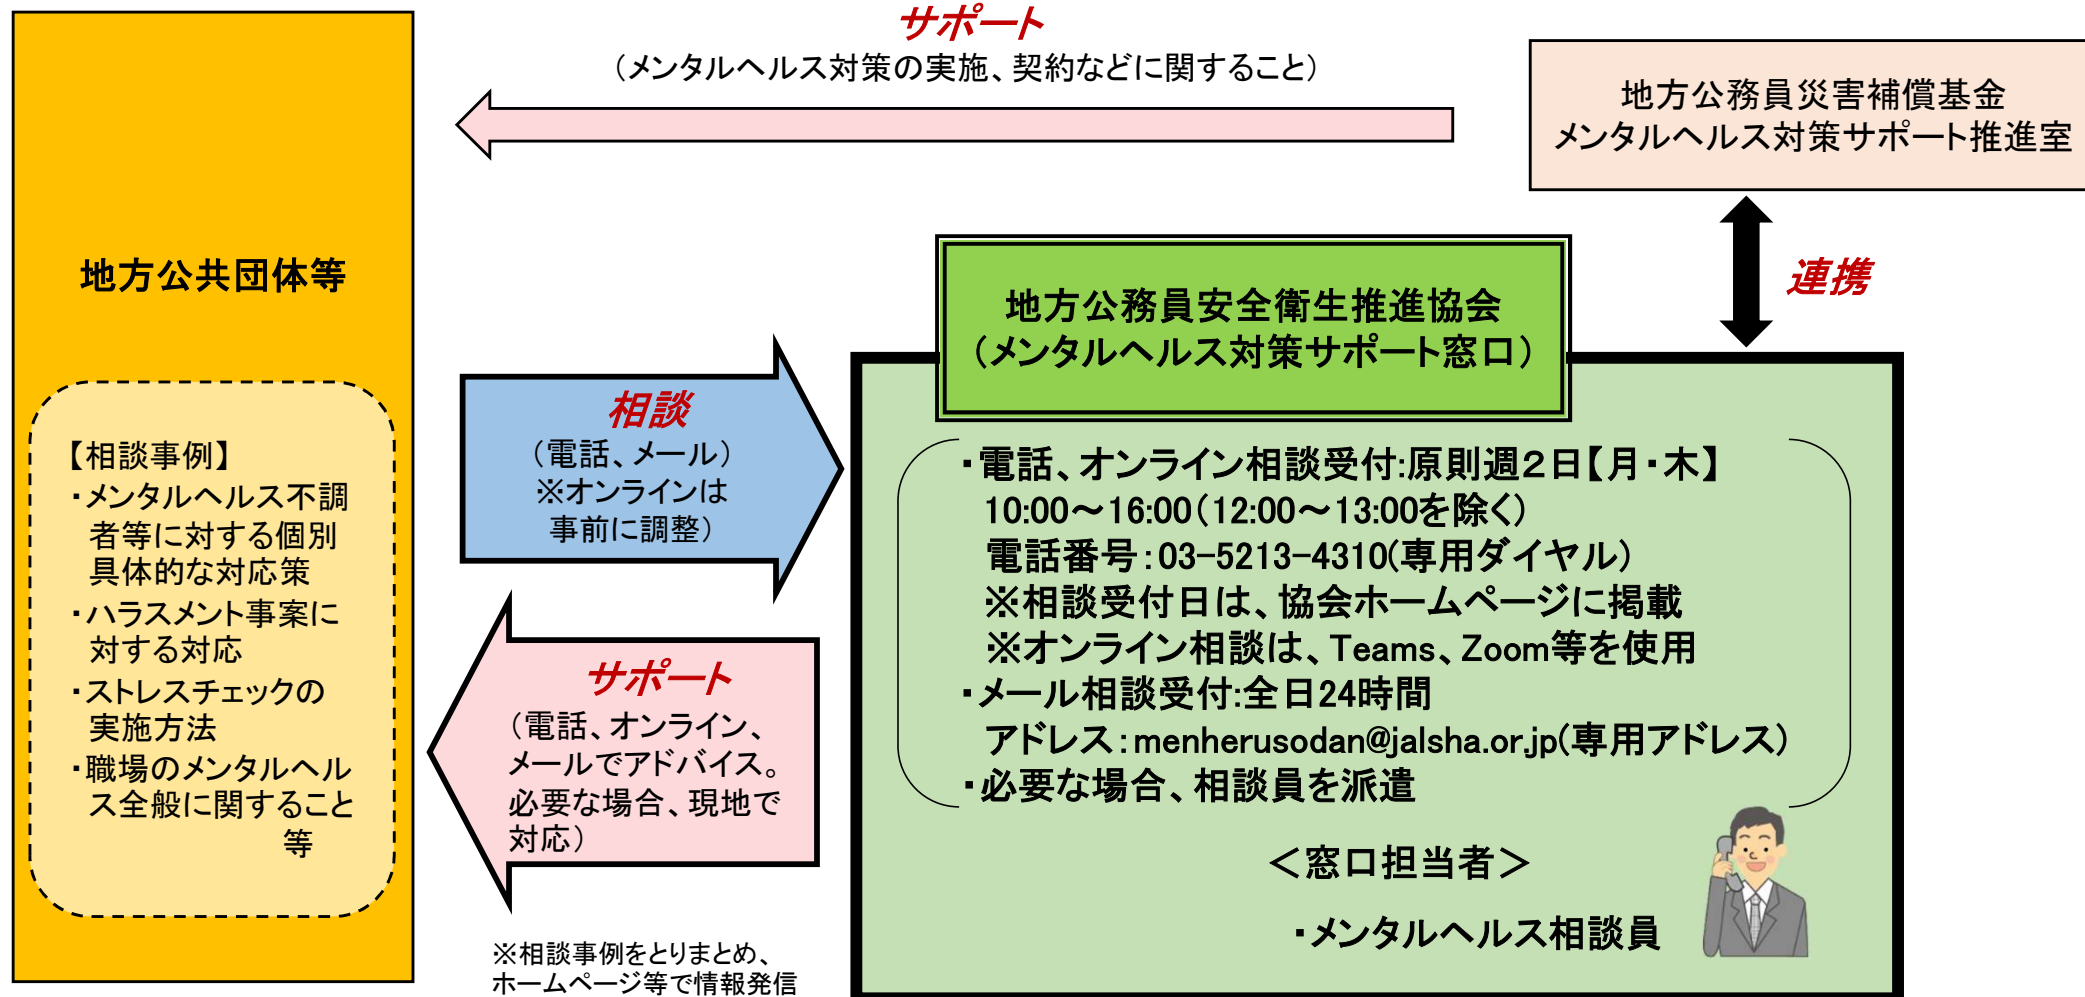 サポート
（メンタルヘルス対策の実施、契約などに関すること）
地方公務員災害補償基金
メンタルヘルス対策サポート推進室
連携
地方公共団体等
【相談事例】
・メンタルヘルス不調
者等に対する個別
具体的な対応策
・ハラスメント事案に
対する対応
・ストレスチェックの
実施方法
・職場のメンタルヘル
ス全般に関すること
等
相談
（電話、メール）
※オンラインは
事前に調整）
サポート
（電話、オンライン、
メールでアドバイス。
必要な場合、現地で
対応）
※相談事例をとりまとめ、
ホームページ等で情報発信
地方公務員安全衛生推進協会
（メンタルヘルス対策サポート窓口）
・電話、オンライン相談受付:原則週２日【月・木】
10:00～16:00（12:00～13:00を除く）
電話番号：03-5213-4310(専用ダイヤル）
※相談受付日は、協会ホームページに掲載
※オンライン相談は、Teams、Zoom等を使用
・メール相談受付:全日24時間
アドレス：menherusodan@jalsha.or.jp(専用アドレス）
・必要な場合、相談員を派遣
＜窓口担当者＞
・メンタルヘルス相談員